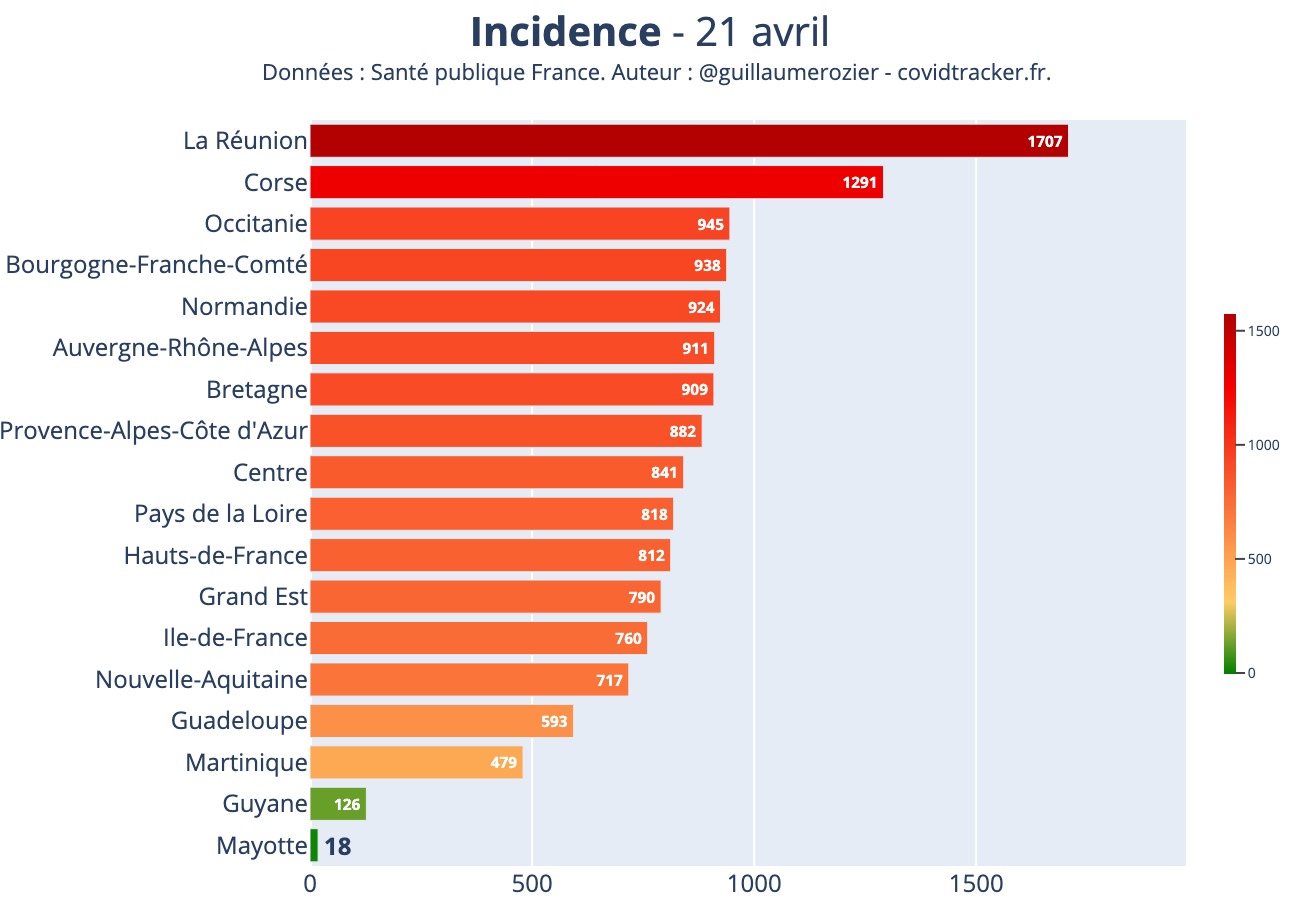 Incidence - 21 avril
Données : Santé publique France. Auteur : @guillaumerozier - covidtracker.fr.
La Réunion 1707
Corse 1291
Occitanie 945
Bourgogne-Franche-Comté 938
Normandie 924
Auvergne-Rhône-Alpes 911
Bretagne 909
Provence-Alpes-Côte d'Azur 882
Centre 841
Pays de la Loire 818
Hauts-de-France 812
Grand Est 790
Ile-de-France 760
Nouvelle-Aquitaine 717
Guadeloupe 593
Martinique 479
Guyane 126
Mayotte 18
0 500 1000 1500
1500
1000
500
0